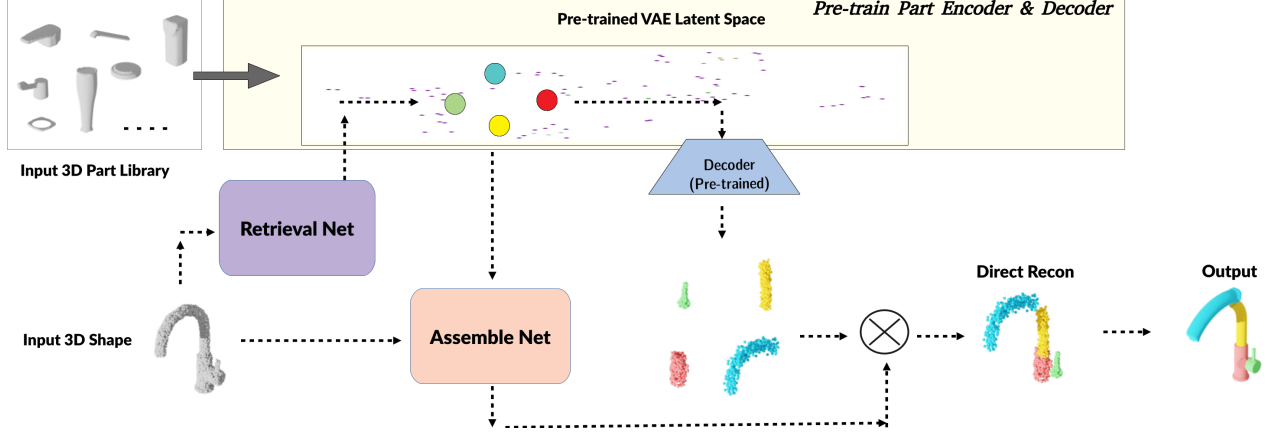 Pre-train Part Encoder & Decoder
Pre-trained VAE Latent Space
Input 3D Part Library
Decoder
(Pre-trained)
Retrieval Net
Direct Recon
Output
Input 3D Shape
Assemble Net